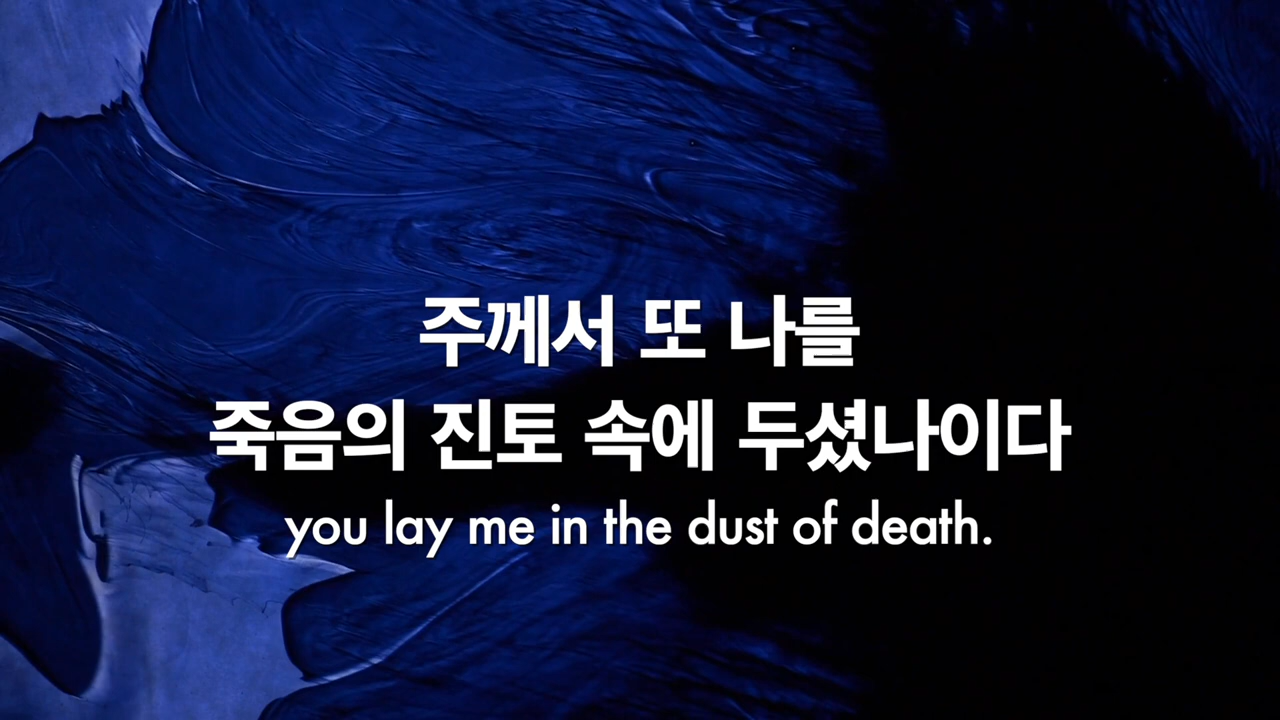 주께서 또 나를
죽음의 진토 속에 두셨나이다
you lay me in the dust of death.